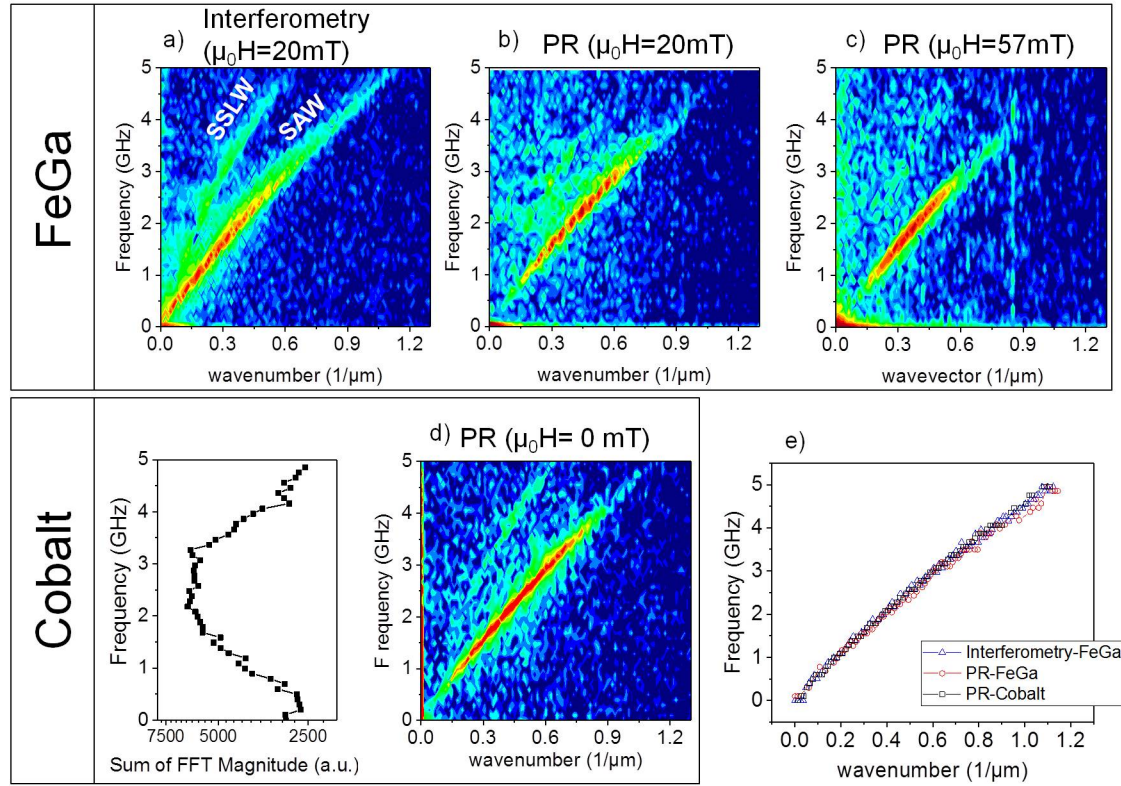 FeGa
Interferometry
a) (µ₀H=20mT)
b) PR (µ₀H=20mT)
c) PR (µ₀H=57mT)
SSLW
SAW
Frequency (GHz)
5
4
3
2
1
0
0.0 0.3 0.6 0.9 1.2
wavenumber (1/µm)
Frequency (GHz)
5
4
3
2
1
0
0.0 0.3 0.6 0.9 1.2
wavenumber (1/µm)
Frequency (GHz)
5
4
3
2
1
0
0.0 0.3 0.6 0.9 1.2
wavevector (1/µm)
Cobalt
Frequency (GHz)
5
4
3
2
1
0
7500 5000 2500
Sum of FFT Magnitude (a.u.)
d) PR (µ₀H= 0 mT)
F requency (GHz)
5
4
3
2
1
0
0.0 0.3 0.6 0.9 1.2
wavenumber (1/µm)
e)
Frequency (GHz)
6
5
4
3
2
1
0
Interferometry-FeGa
PR-FeGa
PR-Cobalt
0.0 0.2 0.4 0.6 0.8 1.0 1.2
wavenumber (1/µm)